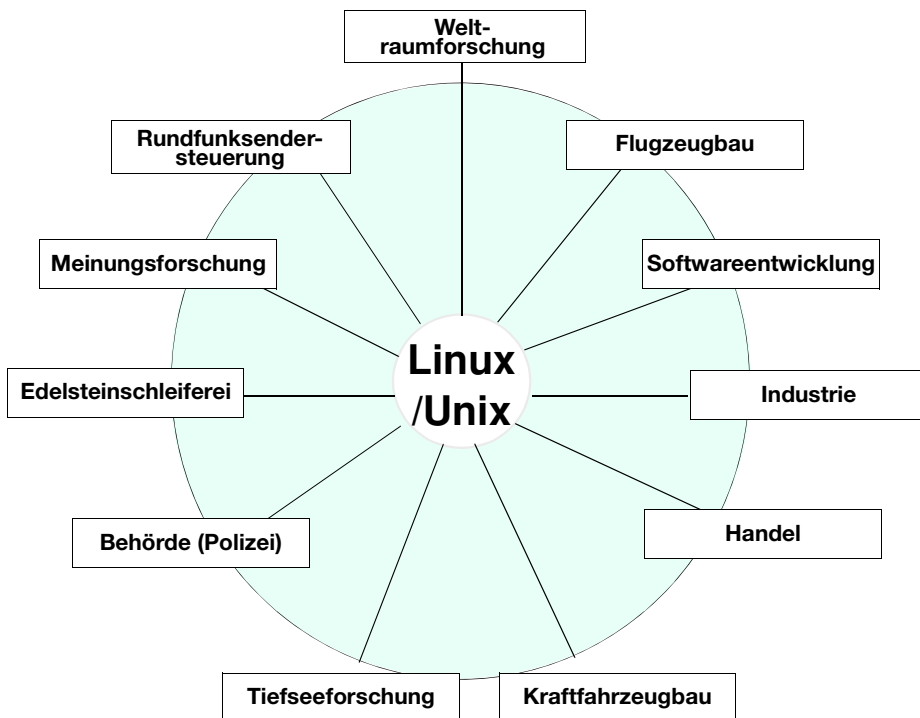 Welt-
raumforschung
Rundfunksender-
steuerung
Flugzeugbau
Meinungsforschung
Softwareentwicklung
Linux
/Unix
Edelsteinschleiferei
Industrie
Behörde (Polizei)
Handel
Tiefseeforschung
Kraftfahrzeugbau